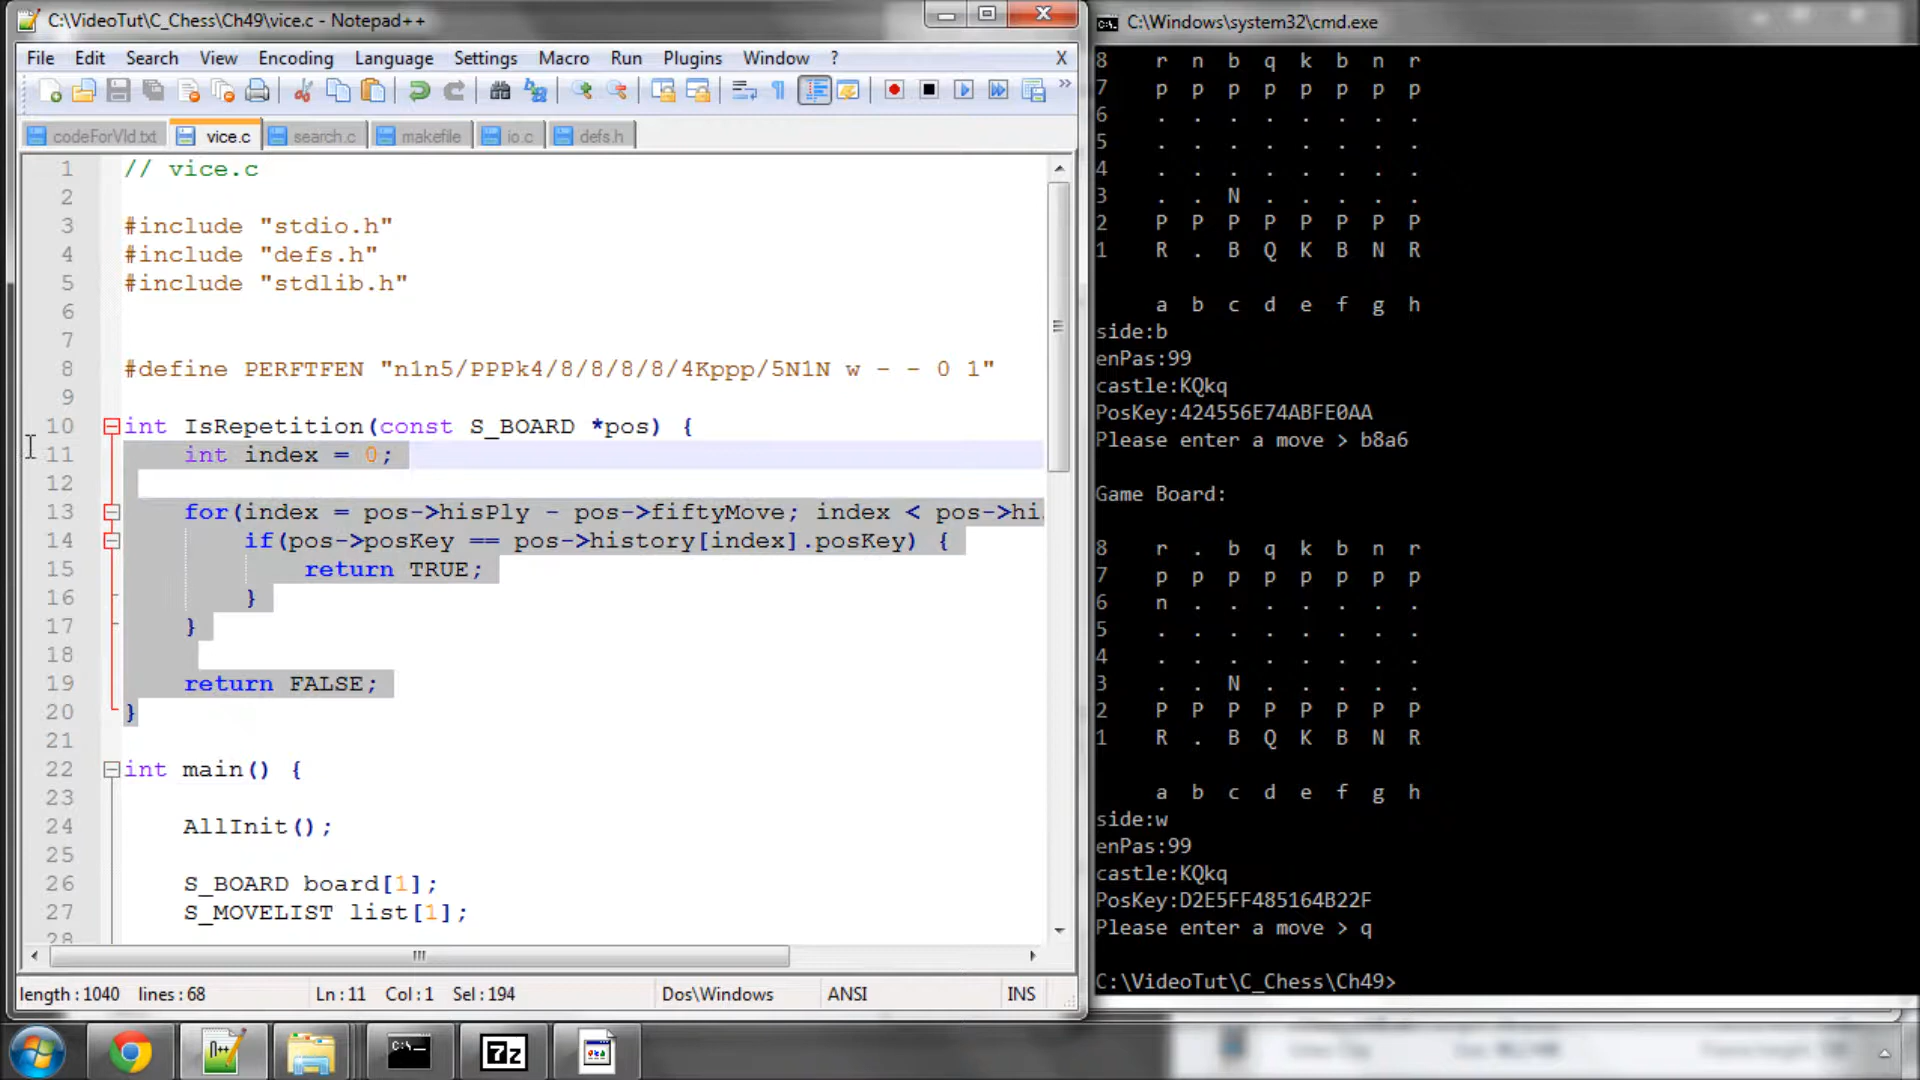 C:\VideoTut\C_Chess\Ch49\vice.c - Notepad++
File Edit Search View Encoding Language Settings Macro Run Plugins Window ? X
codeForVid.txt vice.c search.c makefile io.c defs.h
1 // vice.c
2
3 #include "stdio.h"
4 #include "defs.h"
5 #include "stdlib.h"
6
7
8 #define PERFTFEN "n1n5/PPPk4/8/8/8/8/4Kppp/5N1N w - - 0 1"
9
10 int IsRepetition(const S_BOARD *pos) {
11 int index = 0;
12
13 for(index = pos->hisPly - pos->fiftyMove; index < pos->hi
14 if(pos->posKey == pos->history[index].posKey) {
15 return TRUE;
16 }
17 }
18
19 return FALSE;
20 }
21
22 int main() {
23
24 AllInit();
25
26 S_BOARD board[1];
27 S_MOVELIST list[1];
28
length : 1040 lines : 68 Ln : 11 Col : 1 Sel : 194 Dos\Windows ANSI INS
C:\Windows\system32\cmd.exe
8 r n b q k b n r
7 p p p p p p p p
6 . . . . . . . .
5 . . . . . . . .
4 . . . . . . . .
3 . . N . . . . .
2 P P P P P P P P
1 R . B Q K B N R
a b c d e f g h
side:b
enPas:99
castle:KQkq
PosKey:424556E74ABFE0AA
Please enter a move > b8a6
Game Board:
8 r . b q k b n r
7 p p p p p p p p
6 n . . . . . . .
5 . . . . . . . .
4 . . . . . . . .
3 . . N . . . . .
2 P P P P P P P P
1 R . B Q K B N R
a b c d e f g h
side:w
enPas:99
castle:KQkq
PosKey:D2E5FF485164B22F
Please enter a move > q
C:\VideoTut\C_Chess\Ch49>
7z